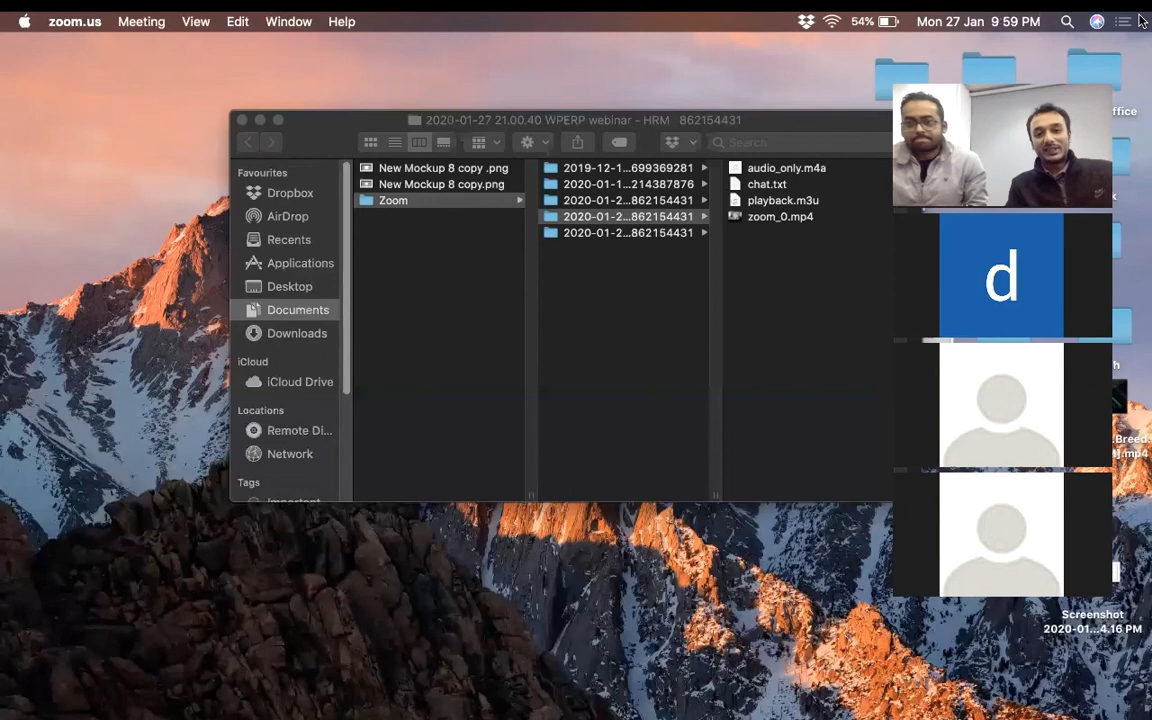 zoom.us Meeting View Edit Window Help 54% Mon 27 Jan 9:59 PM
2020-01-27 21.00.40 WPERP webinar - HRM 862154431
Search
Favourites
Dropbox
AirDrop
Recents
Applications
Desktop
Documents
Downloads
iCloud
iCloud Drive
Locations
Remote Di...
Network
Tags
Important
New Mockup 8 copy .png
New Mockup 8 copy.png
Zoom
2019-12-1...699369281
2020-01-1...214387876
2020-01-2...862154431
2020-01-2...862154431
2020-01-2...862154431
audio_only.m4a
chat.txt
playback.m3u
zoom_0.mp4
ffice
d
.Breed.
].mp4
Screenshot
2020-01...4.16 PM